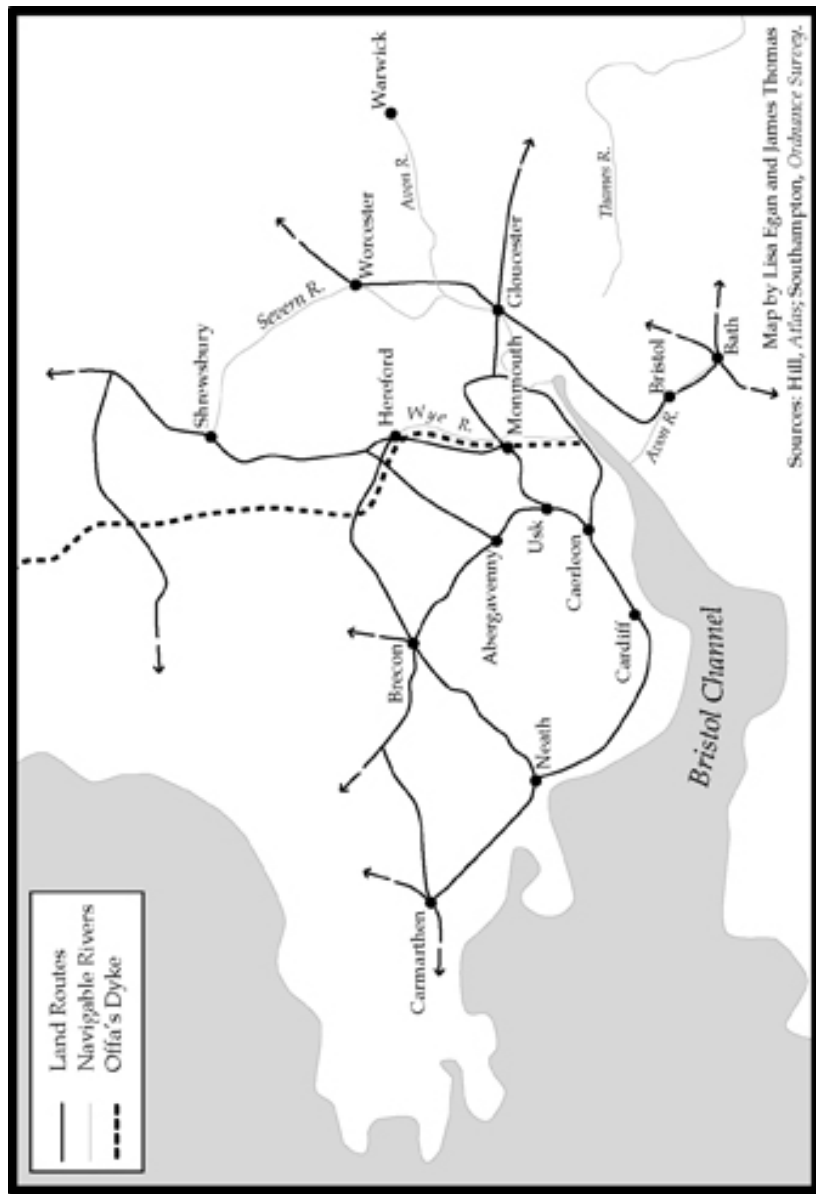 Land Routes
Navigable Rivers
Offa's Dyke
Shrewsbury
Severn R.
Worcester
Warwick
Avon R.
Hereford
Wye R.
Gloucester
Monmouth
Brecon
Abergavenny
Usk
Caerleon
Cardiff
Neath
Carmarthen
Thames R.
Bristol
Bath
Avon R.
Bristol Channel
Map by Lisa Egan and James Thomas
Sources: Hill, Atlas; Southampton, Ordnance Survey.